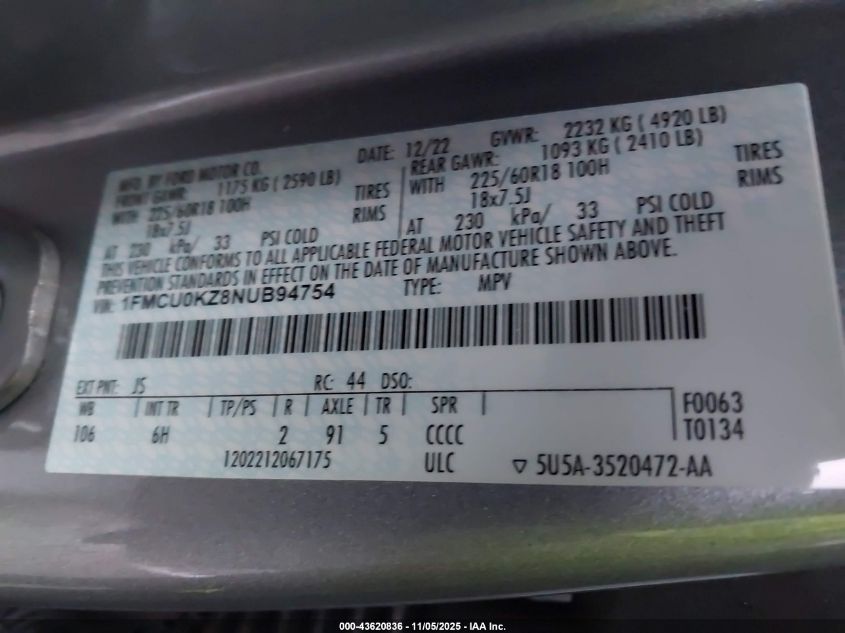 MFD. BY FORD MOTOR CO.
DATE: 12/22 GVWR: 2232 KG ( 4920 LB)
FRONT GAWR: 1175 KG ( 2590 LB)
REAR GAWR: 1093 KG ( 2410 LB)
WITH 225/60R18 100H TIRES
WITH 225/60R18 100H TIRES
18x7.5J RIMS
18x7.5J RIMS
AT 230 kPa/ 33 PSI COLD
AT 230 kPa/ 33 PSI COLD
THIS VEHICLE CONFORMS TO ALL APPLICABLE FEDERAL MOTOR VEHICLE SAFETY AND THEFT
PREVENTION STANDARDS IN EFFECT ON THE DATE OF MANUFACTURE SHOWN ABOVE.
VIN: 1FMCU0KZ8NUB94754 TYPE: MPV
EXT PNT: JS RC: 44 DSO:
WB INT TR TP/PS R AXLE TR SPR
106 6H 2 91 5 CCCC
F0063
T0134
1202212067175 ULC ▽ 5U5A-3520472-AA
000-43620836 - 11/05/2025 - IAA Inc.